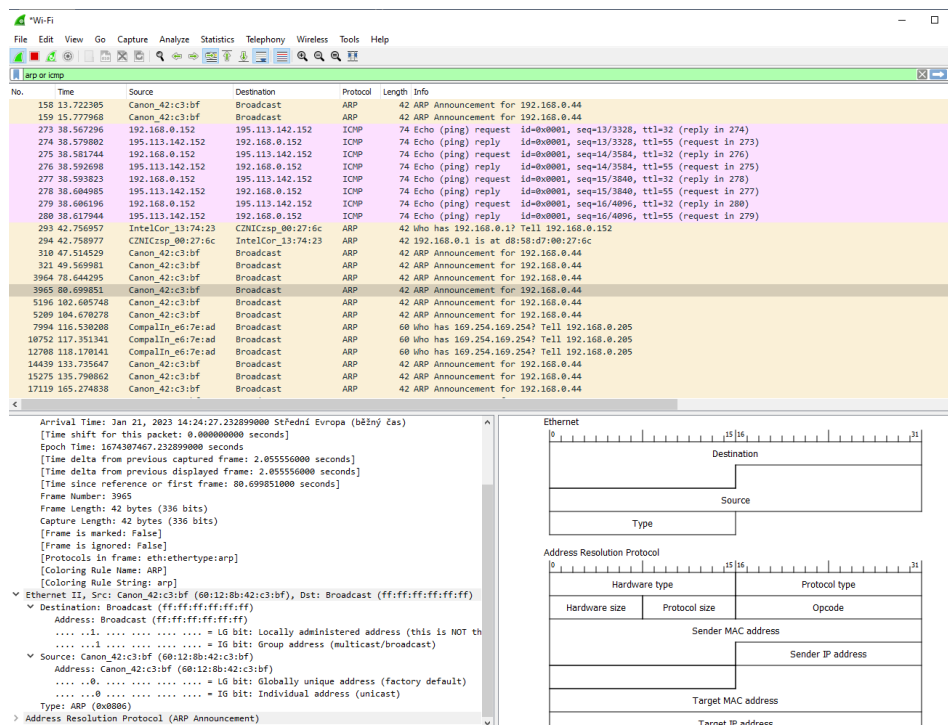 *Wi-Fi
File Edit View Go Capture Analyze Statistics Telephony Wireless Tools Help
arp or icmp
No. Time Source Destination Protocol Length Info
158 13.722305 Canon_42:c3:bf Broadcast ARP 42 ARP Announcement for 192.168.0.44
159 15.777968 Canon_42:c3:bf Broadcast ARP 42 ARP Announcement for 192.168.0.44
273 38.567296 192.168.0.152 195.113.142.152 ICMP 74 Echo (ping) request id=0x0001, seq=13/3328, ttl=32 (reply in 274)
274 38.579802 195.113.142.152 192.168.0.152 ICMP 74 Echo (ping) reply id=0x0001, seq=13/3328, ttl=55 (request in 273)
275 38.581744 192.168.0.152 195.113.142.152 ICMP 74 Echo (ping) request id=0x0001, seq=14/3584, ttl=32 (reply in 276)
276 38.592698 195.113.142.152 192.168.0.152 ICMP 74 Echo (ping) reply id=0x0001, seq=14/3584, ttl=55 (request in 275)
277 38.593823 192.168.0.152 195.113.142.152 ICMP 74 Echo (ping) request id=0x0001, seq=15/3840, ttl=32 (reply in 278)
278 38.604985 195.113.142.152 192.168.0.152 ICMP 74 Echo (ping) reply id=0x0001, seq=15/3840, ttl=55 (request in 277)
279 38.606196 192.168.0.152 195.113.142.152 ICMP 74 Echo (ping) request id=0x0001, seq=16/4096, ttl=32 (reply in 280)
280 38.617944 195.113.142.152 192.168.0.152 ICMP 74 Echo (ping) reply id=0x0001, seq=16/4096, ttl=55 (request in 279)
293 42.756957 IntelCor_13:74:23 CZNICzsp_00:27:6c ARP 42 Who has 192.168.0.1? Tell 192.168.0.152
294 42.758977 CZNICzsp_00:27:6c IntelCor_13:74:23 ARP 42 192.168.0.1 is at d8:58:d7:00:27:6c
310 47.514529 Canon_42:c3:bf Broadcast ARP 42 ARP Announcement for 192.168.0.44
321 49.569981 Canon_42:c3:bf Broadcast ARP 42 ARP Announcement for 192.168.0.44
3964 78.644295 Canon_42:c3:bf Broadcast ARP 42 ARP Announcement for 192.168.0.44
3965 80.699851 Canon_42:c3:bf Broadcast ARP 42 ARP Announcement for 192.168.0.44
5196 102.605748 Canon_42:c3:bf Broadcast ARP 42 ARP Announcement for 192.168.0.44
5209 104.670278 Canon_42:c3:bf Broadcast ARP 42 ARP Announcement for 192.168.0.44
7994 116.530208 CompalIn_e6:7e:ad Broadcast ARP 60 Who has 169.254.169.254? Tell 192.168.0.205
10752 117.351341 CompalIn_e6:7e:ad Broadcast ARP 60 Who has 169.254.169.254? Tell 192.168.0.205
12708 118.170141 CompalIn_e6:7e:ad Broadcast ARP 60 Who has 169.254.169.254? Tell 192.168.0.205
14439 133.735647 Canon_42:c3:bf Broadcast ARP 42 ARP Announcement for 192.168.0.44
15275 135.790862 Canon_42:c3:bf Broadcast ARP 42 ARP Announcement for 192.168.0.44
17119 165.274838 Canon_42:c3:bf Broadcast ARP 42 ARP Announcement for 192.168.0.44
Arrival Time: Jan 21, 2023 14:24:27.232899000 Střední Evropa (běžný čas)
[Time shift for this packet: 0.000000000 seconds]
Epoch Time: 1674307467.232899000 seconds
[Time delta from previous captured frame: 2.055556000 seconds]
[Time delta from previous displayed frame: 2.055556000 seconds]
[Time since reference or first frame: 80.699851000 seconds]
Frame Number: 3965
Frame Length: 42 bytes (336 bits)
Capture Length: 42 bytes (336 bits)
[Frame is marked: False]
[Frame is ignored: False]
[Protocols in frame: eth:ethertype:arp]
[Coloring Rule Name: ARP]
[Coloring Rule String: arp]
Ethernet II, Src: Canon_42:c3:bf (60:12:8b:42:c3:bf), Dst: Broadcast (ff:ff:ff:ff:ff:ff)
Destination: Broadcast (ff:ff:ff:ff:ff:ff)
Address: Broadcast (ff:ff:ff:ff:ff:ff)
.... ..1. .... .... .... .... = LG bit: Locally administered address (this is NOT th
.... ...1 .... .... .... .... = IG bit: Group address (multicast/broadcast)
Source: Canon_42:c3:bf (60:12:8b:42:c3:bf)
Address: Canon_42:c3:bf (60:12:8b:42:c3:bf)
.... ..0. .... .... .... .... = LG bit: Globally unique address (factory default)
.... ...0 .... .... .... .... = IG bit: Individual address (unicast)
Type: ARP (0x0806)
Address Resolution Protocol (ARP Announcement)
Ethernet
0 15 16 31
Destination
Source
Type
Address Resolution Protocol
0 15 16 31
Hardware type Protocol type
Hardware size Protocol size Opcode
Sender MAC address
Sender IP address
Target MAC address
Target IP address